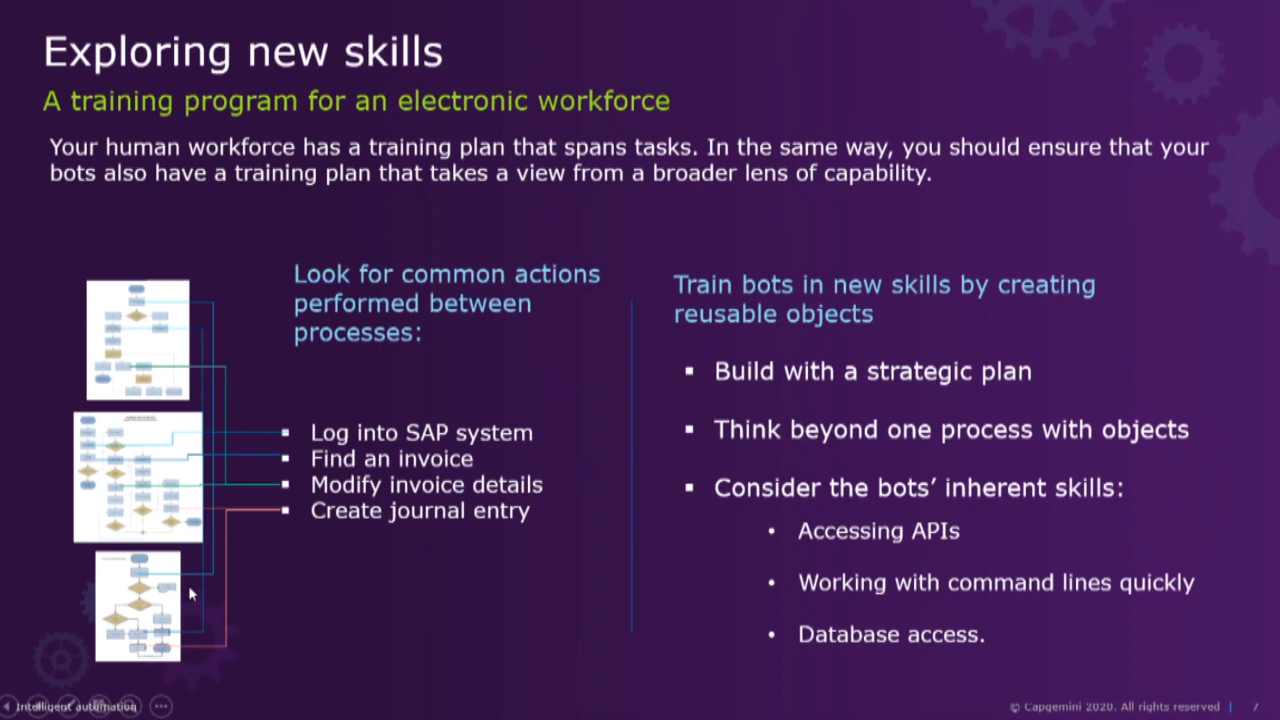 Exploring new skills
A training program for an electronic workforce
Your human workforce has a training plan that spans tasks. In the same way, you should ensure that your
bots also have a training plan that takes a view from a broader lens of capability.
Look for common actions
performed between
processes:
▪ Log into SAP system
▪ Find an invoice
▪ Modify invoice details
▪ Create journal entry
Train bots in new skills by creating
reusable objects
▪ Build with a strategic plan
▪ Think beyond one process with objects
▪ Consider the bots’ inherent skills:
• Accessing APIs
• Working with command lines quickly
• Database access.
Intelligent automation
© Capgemini 2020. All rights reserved | 7